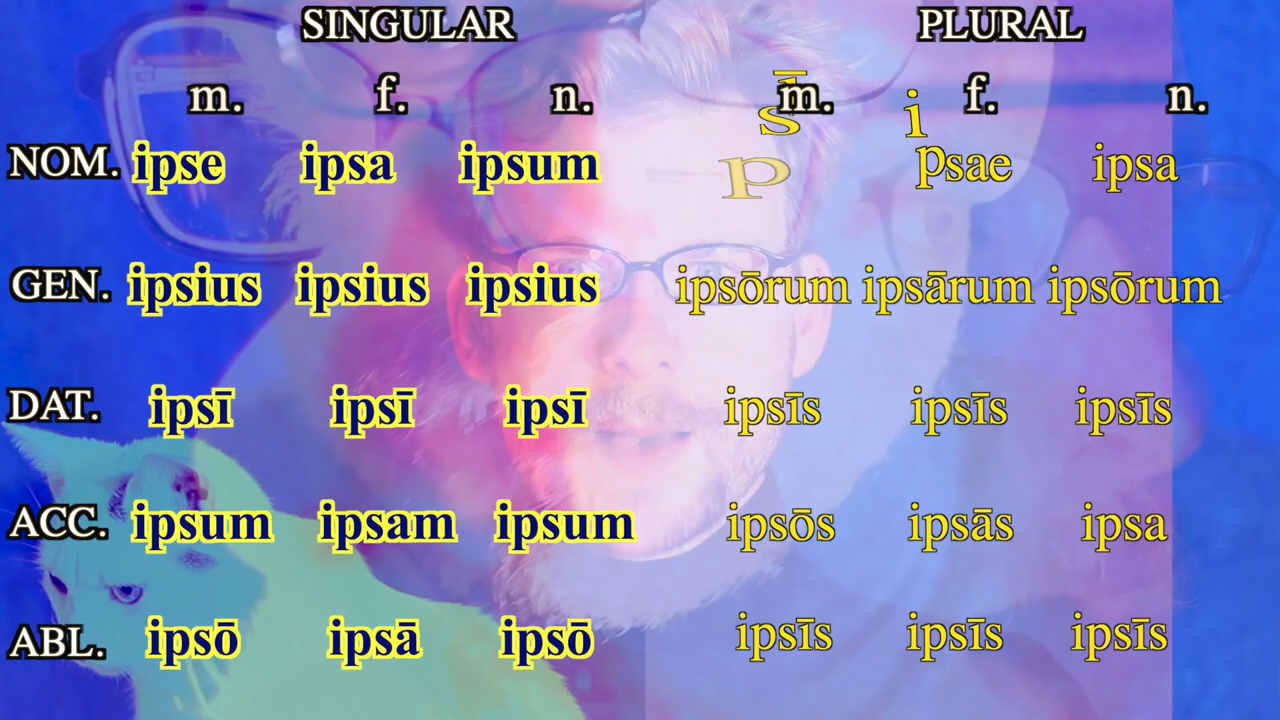 SINGULAR PLURAL
m. f. n. m. f. n.
NOM. ipse ipsa ipsum ipsae ipsa
GEN. ipsius ipsius ipsius ipsōrum ipsārum ipsōrum
DAT. ipsī ipsī ipsī ipsīs ipsīs ipsīs
ACC. ipsum ipsam ipsum ipsōs ipsās ipsa
ABL. ipsō ipsā ipsō ipsīs ipsīs ipsīs